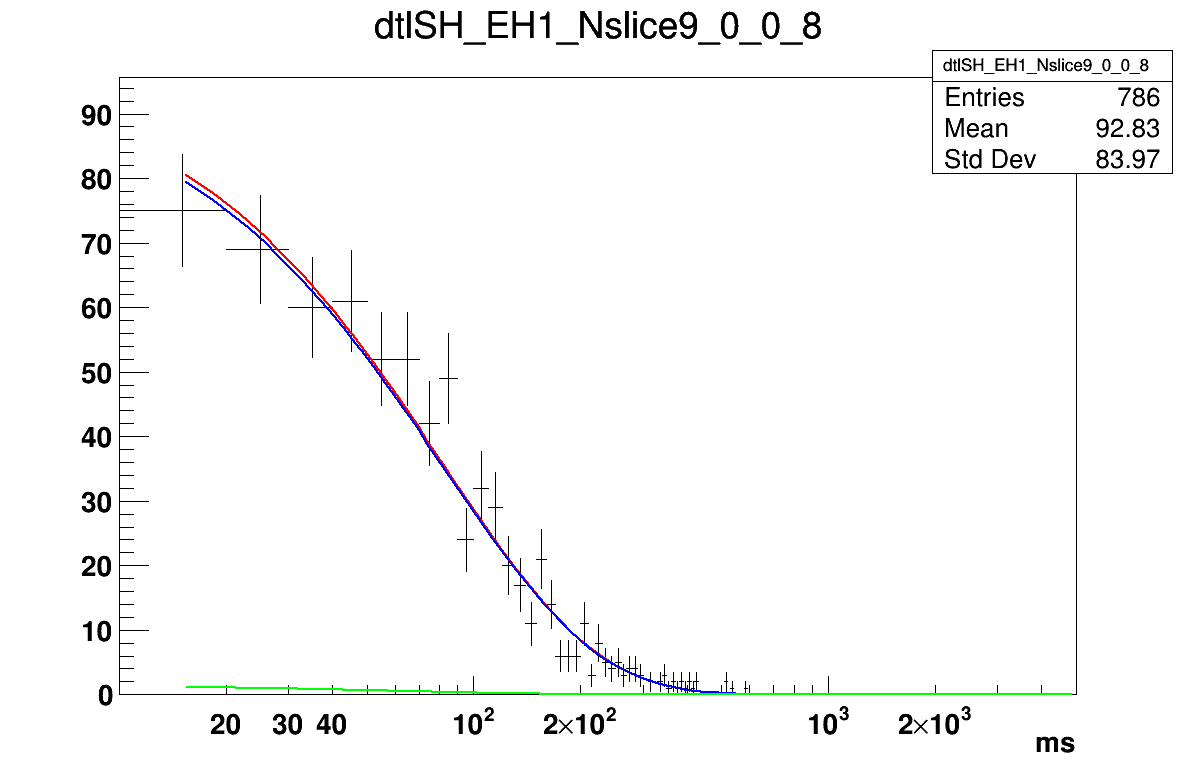 dtlSH_EH1_Nslice9_0_0_8
dtlSH_EH1_Nslice9_0_0_8
Entries 786
Mean 92.83
Std Dev 83.97
90
80
70
60
50
40
30
20
10
0
20 30 40 10² 2×10² 10³ 2×10³
ms